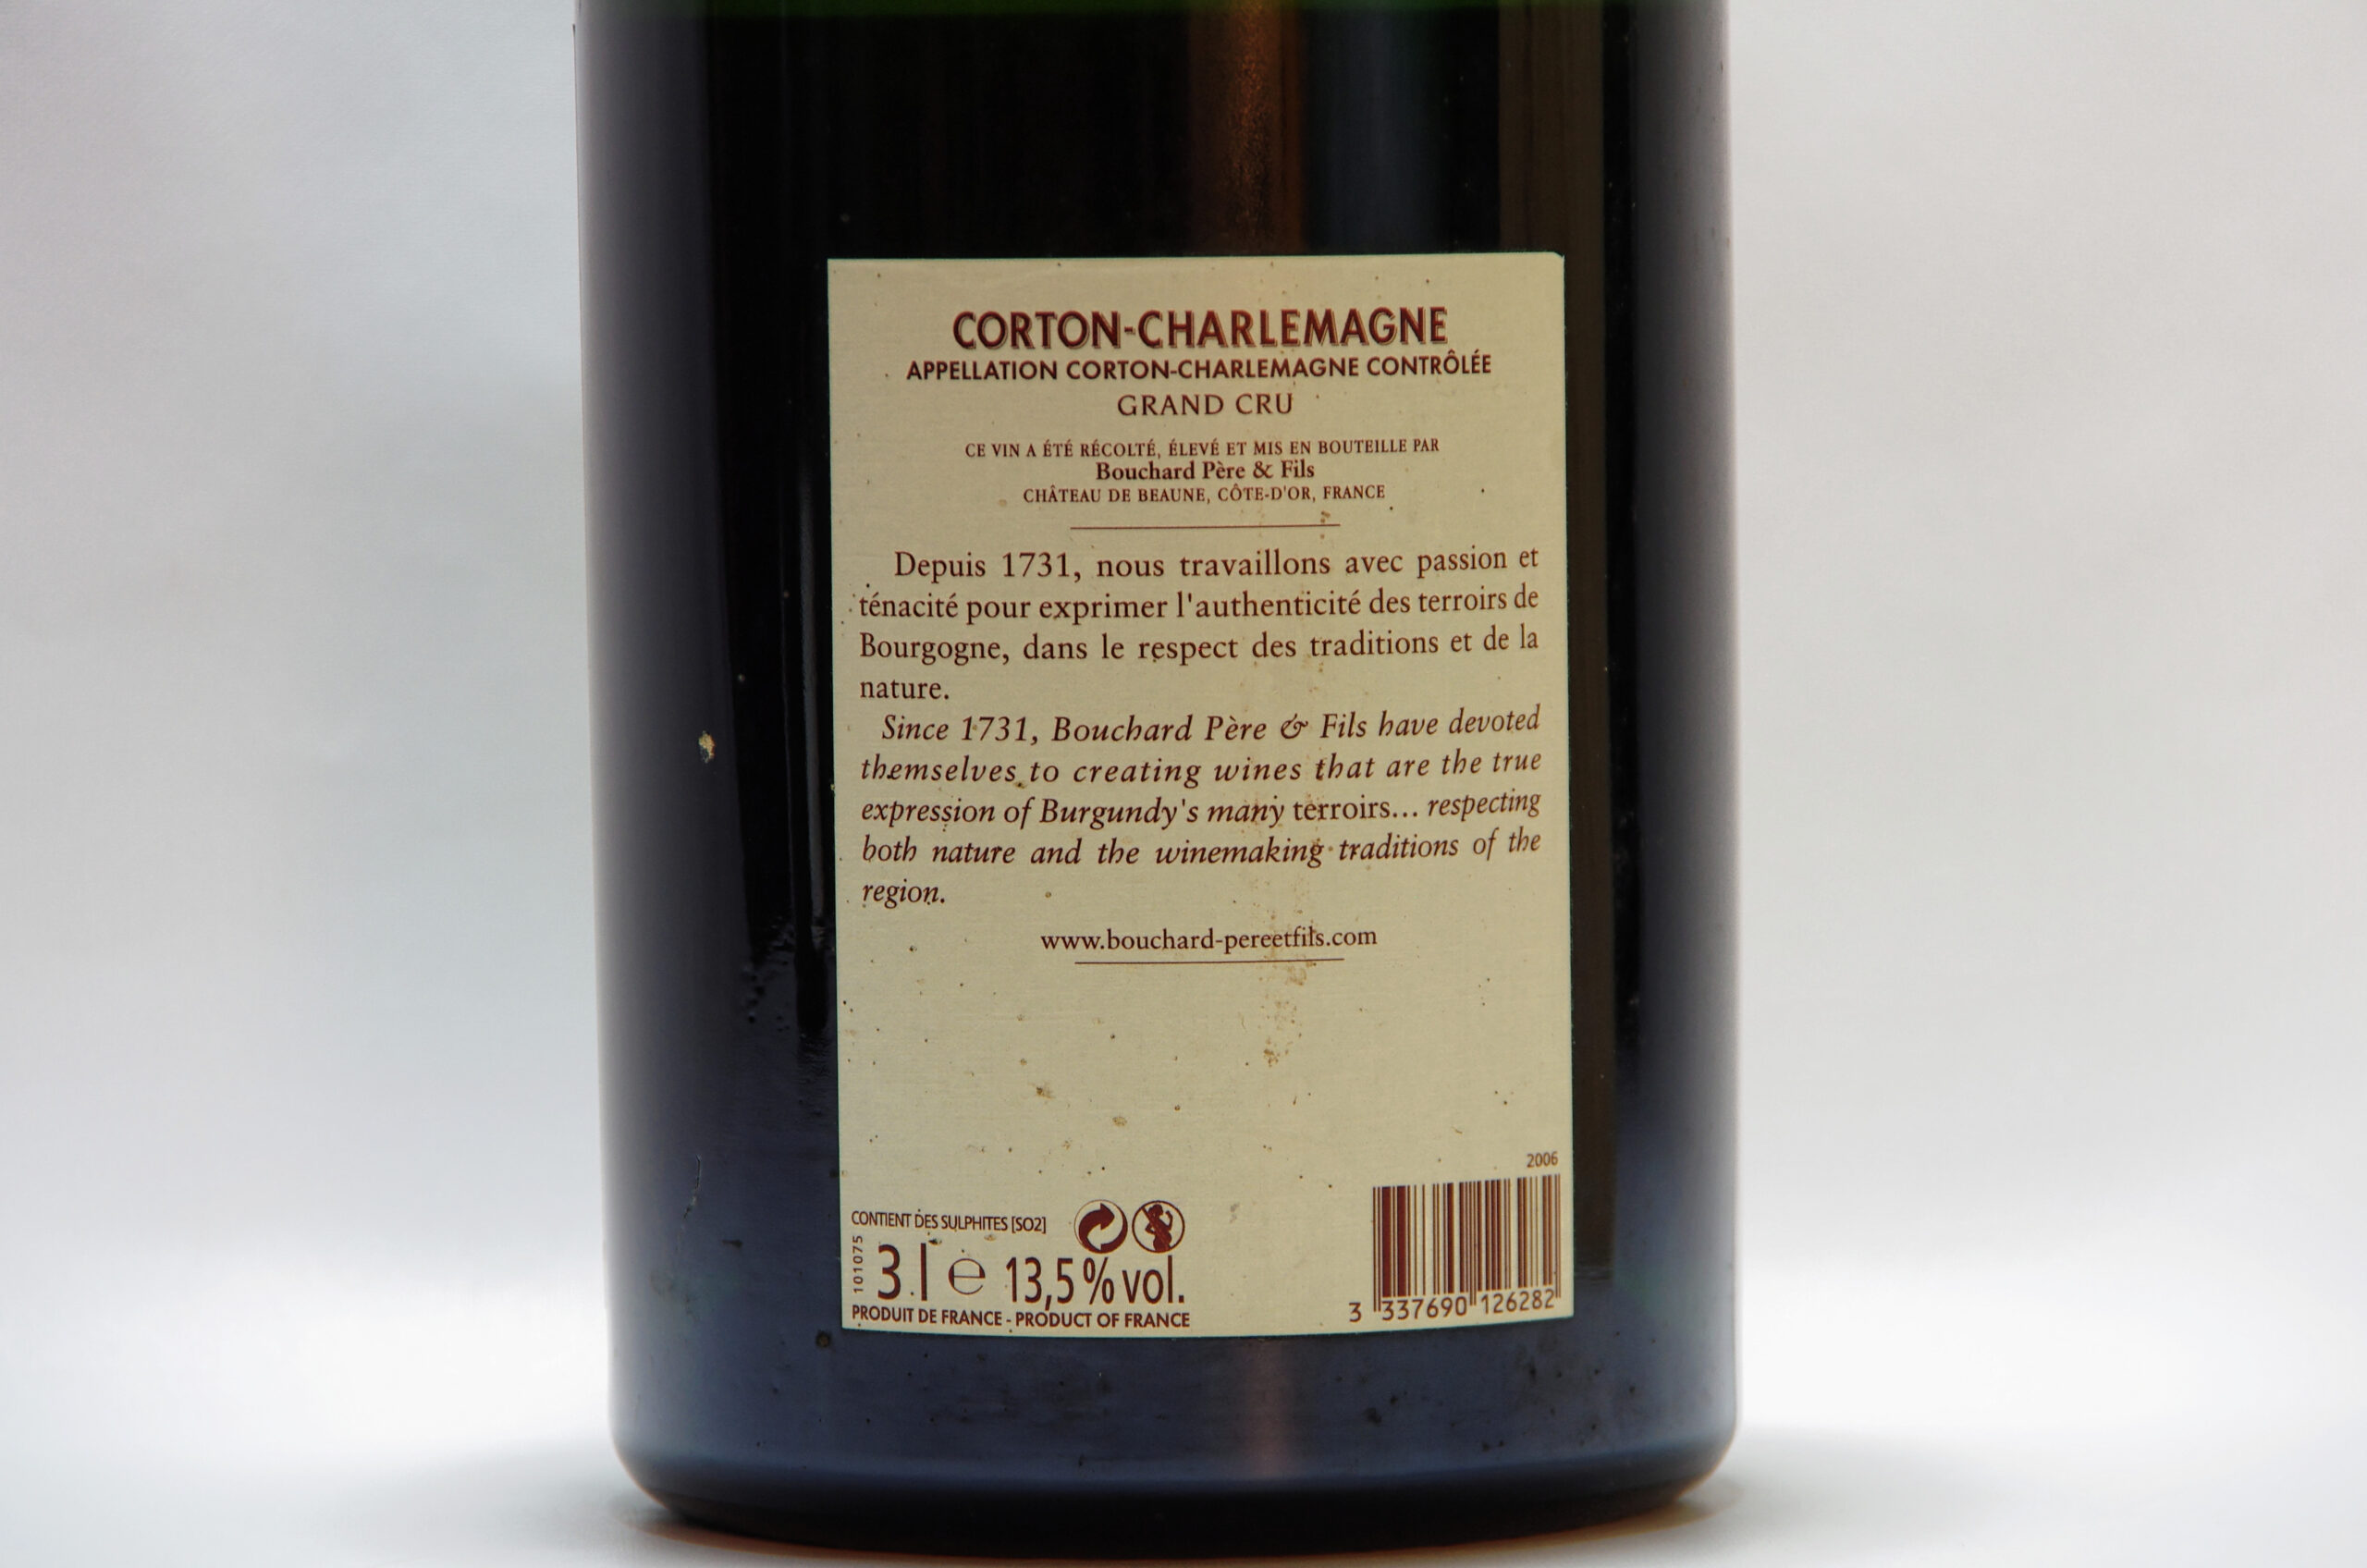 CORTON-CHARLEMAGNE
APPELLATION CORTON-CHARLEMAGNE CONTRÔLÉE
GRAND CRU
CE VIN A ÉTÉ RÉCOLTÉ, ÉLEVÉ ET MIS EN BOUTEILLE PAR
Bouchard Père & Fils
CHÂTEAU DE BEAUNE, CÔTE-D'OR, FRANCE
Depuis 1731, nous travaillons avec passion et
ténacité pour exprimer l'authenticité des terroirs de
Bourgogne, dans le respect des traditions et de la
nature.
Since 1731, Bouchard Père & Fils have devoted
themselves to creating wines that are the true
expression of Burgundy's many terroirs... respecting
both nature and the winemaking traditions of the
region.
www.bouchard-pereetfils.com
2006
CONTIENT DES SULPHITES [SO2]
101075
3 l e 13,5% vol.
PRODUIT DE FRANCE - PRODUCT OF FRANCE
3 337690 126282